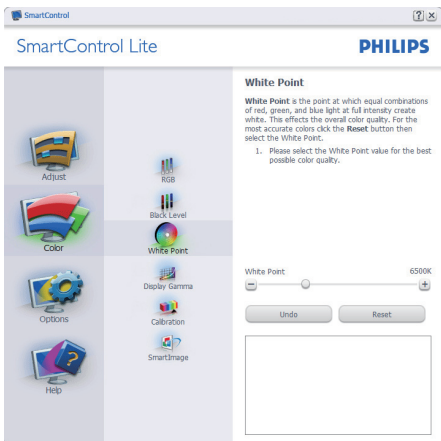 SmartControl
? x
SmartControl Lite
PHILIPS
Adjust
Color
Options
Help
RGB
Black Level
White Point
Display Gamma
Calibration
SmartImage
White Point
White Point is the point at which equal combinations
of red, green, and blue light at full intensity create
white. This effects the overall color quality. For the
most accurate colors click the Reset button then
select the White Point.
1. Please select the White Point value for the best
possible color quality.
White Point 6500K
Undo Reset